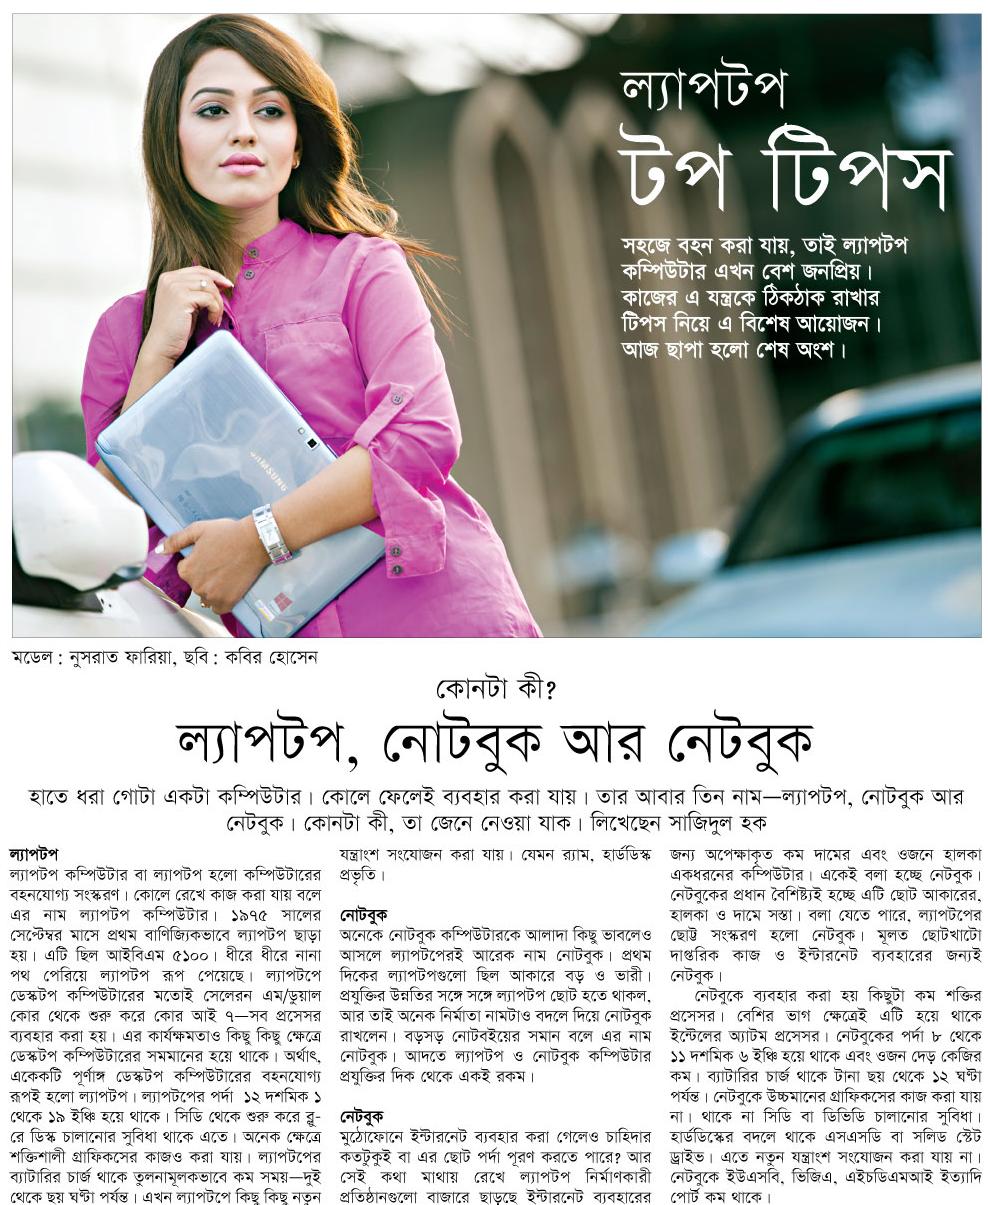 ল্যাপটপ
টপ টিপস
সহজে বহন করা যায়, তাই ল্যাপটপ
কম্পিউটার এখন বেশ জনপ্রিয়।
কাজের এ যন্ত্রকে ঠিকঠাক রাখার
টিপস নিয়ে এ বিশেষ আয়োজন।
আজ ছাপা হলো শেষ অংশ।
SAMSUNG
মডেল : নুসরাত ফারিয়া, ছবি : কবির হোসেন
কোনটা কী?
ল্যাপটপ, নোটবুক আর নেটবুক
হাতে ধরা গোটা একটা কম্পিউটার। কোলে ফেলেই ব্যবহার করা যায়। তার আবার তিন নাম—ল্যাপটপ, নোটবুক আর
নেটবুক। কোনটা কী, তা জেনে নেওয়া যাক। লিখেছেন সাজিদুল হক
ল্যাপটপ
ল্যাপটপ কম্পিউটার বা ল্যাপটপ হলো কম্পিউটারের
বহনযোগ্য সংস্করণ। কোলে রেখে কাজ করা যায় বলে
এর নাম ল্যাপটপ কম্পিউটার। ১৯৭৫ সালের
সেপ্টেম্বর মাসে প্রথম বাণিজ্যিকভাবে ল্যাপটপ ছাড়া
হয়। এটি ছিল আইবিএম ৫১০০। ধীরে ধীরে নানা
পথ পেরিয়ে ল্যাপটপ রূপ পেয়েছে। ল্যাপটপে
ডেস্কটপ কম্পিউটারের মতোই সেলেরন এম/ডুয়াল
কোর থেকে শুরু করে কোর আই ৭—সব প্রসেসর
ব্যবহার করা হয়। এর কার্যক্ষমতাও কিছু কিছু ক্ষেত্রে
ডেস্কটপ কম্পিউটারের সমমানের হয়ে থাকে। অর্থাৎ,
একেকটি পূর্ণাঙ্গ ডেস্কটপ কম্পিউটারের বহনযোগ্য
রূপই হলো ল্যাপটপ। ল্যাপটপের পর্দা ১২ দশমিক ১
থেকে ১৯ ইঞ্চি হয়ে থাকে। সিডি থেকে শুরু করে ব্লু-
রে ডিস্ক চালানোর সুবিধা থাকে এতে। অনেক ক্ষেত্রে
শক্তিশালী গ্রাফিকসের কাজও করা যায়। ল্যাপটপের
ব্যাটারির চার্জ থাকে তুলনামূলকভাবে কম সময়—দুই
থেকে ছয় ঘণ্টা পর্যন্ত। এখন ল্যাপটপে কিছু কিছু নতুন
যন্ত্রাংশ সংযোজন করা যায়। যেমন র‍্যাম, হার্ডডিস্ক
প্রভৃতি।
নোটবুক
অনেকে নোটবুক কম্পিউটারকে আলাদা কিছু ভাবলেও
আসলে ল্যাপটপেরই আরেক নাম নোটবুক। প্রথম
দিকের ল্যাপটপগুলো ছিল আকারে বড় ও ভারী।
প্রযুক্তির উন্নতির সঙ্গে সঙ্গে ল্যাপটপ ছোট হতে থাকল,
আর তাই অনেক নির্মাতা নামটাও বদলে দিয়ে নোটবুক
রাখলেন। বড়সড় নোটবইয়ের সমান বলে এর নাম
নোটবুক। আদতে ল্যাপটপ ও নোটবুক কম্পিউটার
প্রযুক্তির দিক থেকে একই রকম।
নেটবুক
মুঠোফোনে ইন্টারনেট ব্যবহার করা গেলেও চাহিদার
কতটুকুই বা এর ছোট পর্দা পূরণ করতে পারে? আর
সেই কথা মাথায় রেখে ল্যাপটপ নির্মাণকারী
প্রতিষ্ঠানগুলো বাজারে ছাড়ছে ইন্টারনেট ব্যবহারের
জন্য অপেক্ষাকৃত কম দামের এবং ওজনে হালকা
একধরনের কম্পিউটার। একেই বলা হচ্ছে নেটবুক।
নেটবুকের প্রধান বৈশিষ্ট্যই হচ্ছে এটি ছোট আকারের,
হালকা ও দামে সস্তা। বলা যেতে পারে, ল্যাপটপের
ছোট্ট সংস্করণ হলো নেটবুক। মূলত ছোটখাটো
দাপ্তরিক কাজ ও ইন্টারনেট ব্যবহারের জন্যই
নেটবুক।
নেটবুকে ব্যবহার করা হয় কিছুটা কম শক্তির
প্রসেসর। বেশির ভাগ ক্ষেত্রেই এটি হয়ে থাকে
ইন্টেলের অ্যাটম প্রসেসর। নেটবুকের পর্দা ৮ থেকে
১১ দশমিক ৬ ইঞ্চি হয়ে থাকে এবং ওজন দেড় কেজির
কম। ব্যাটারির চার্জ থাকে টানা ছয় থেকে ১২ ঘণ্টা
পর্যন্ত। নেটবুকে উচ্চমানের গ্রাফিকসের কাজ করা যায়
না। থাকে না সিডি বা ডিভিডি চালানোর সুবিধা।
হার্ডডিস্কের বদলে থাকে এসএসডি বা সলিড স্টেট
ড্রাইভ। এতে নতুন যন্ত্রাংশ সংযোজন করা যায় না।
নেটবুকে ইউএসবি, ভিজিএ, এইচডিএমআই ইত্যাদি
পোর্ট কম থাকে।